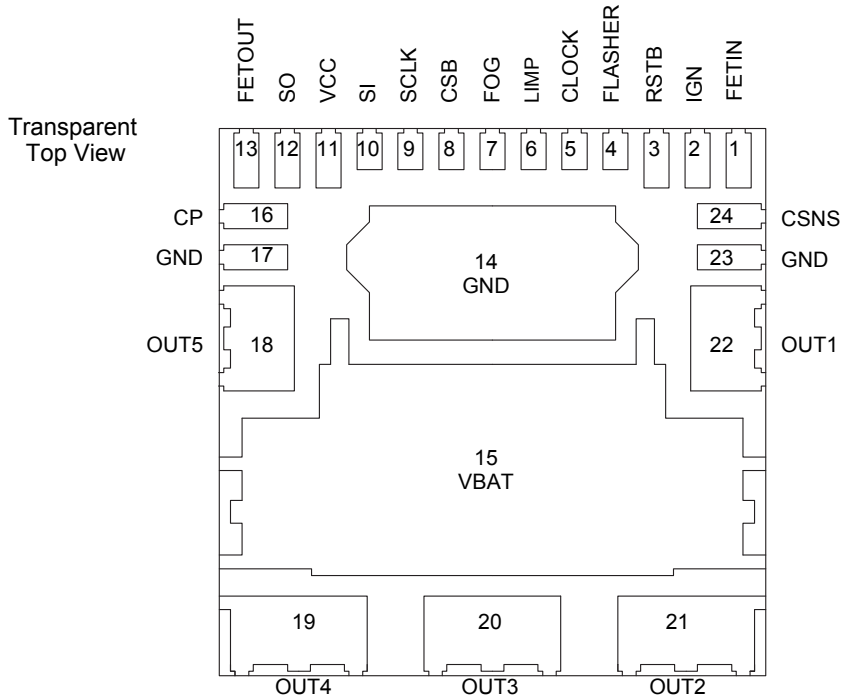 FETOUT
SO
VCC
SI
SCLK
CSB
FOG
LIMP
CLOCK
FLASHER
RSTB
IGN
FETIN
Transparent
Top View
13
12
11
10
9
8
7
6
5
4
3
2
1
CP
16
24
CSNS
GND
17
14
GND
23
GND
OUT5
18
22
OUT1
15
VBAT
19
20
21
OUT4
OUT3
OUT2